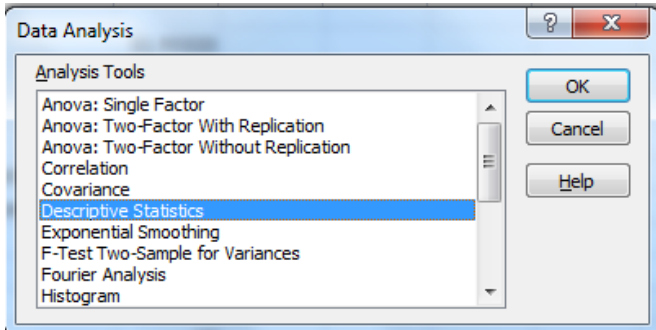 Data Analysis
Analysis Tools
Anova: Single Factor
Anova: Two-Factor With Replication
Anova: Two-Factor Without Replication
Correlation
Covariance
Descriptive Statistics
Exponential Smoothing
F-Test Two-Sample for Variances
Fourier Analysis
Histogram
OK
Cancel
Help